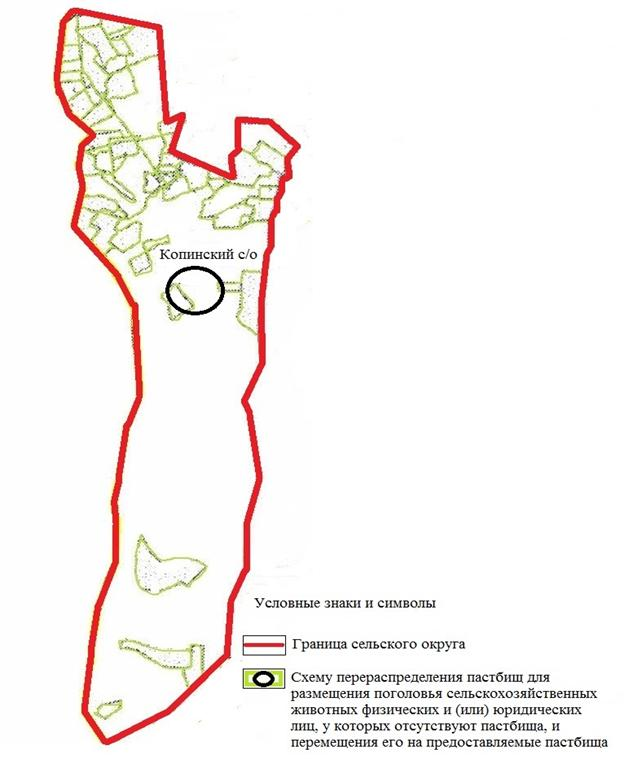 Копинский с/о
Условные знаки и символы
Граница сельского округа
Схему перераспределения пастбищ для
размещения поголовья сельскохозяйственных
животных физических и (или) юридических
лиц, у которых отсутствуют пастбища, и
перемещения его на предоставляемые пастбища